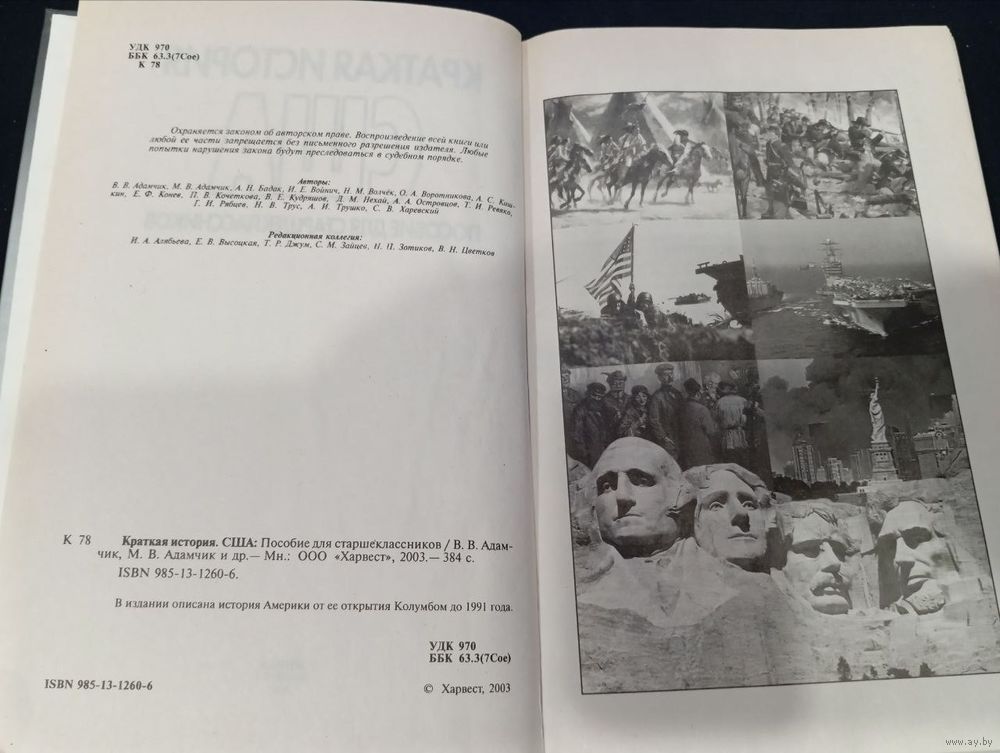 УДК 970
ББК 63.3(7Сое)
К 78
Охраняется законом об авторском праве. Воспроизведение всей книги или
любой ее части запрещается без письменного разрешения издателя. Любые
попытки нарушения закона будут преследоваться в судебном порядке.
Авторы:
В. В. Адамчик, М. В. Адамчик, А. Н. Бадак, И. Е. Войнич, Н. М. Волчёк, О. А. Воротникова, А. С. Каш-
кин, Е. Ф. Конев, П. В. Кочеткова, В. Е. Кудряшов, Д. М. Нехай, А. А. Островцов, Т. И. Ревяко,
Г. И. Рябцев, Н. В. Трус, А. И. Трушко, С. В. Харевский
Редакционная коллегия:
И. А. Алябьева, Е. В. Высоцкая, Т. Р. Джум, С. М. Зайцев, Н. П. Зотиков, В. Н. Цветков
К 78 Краткая история. США: Пособие для старшеклассников / В. В. Адам-
чик, М. В. Адамчик и др.— Мн.: ООО «Харвест», 2003.— 384 с.
ISBN 985-13-1260-6.
В издании описана история Америки от ее открытия Колумбом до 1991 года.
УДК 970
ББК 63.3(7Сое)
ISBN 985-13-1260-6
© Харвест, 2003
www.ay.by